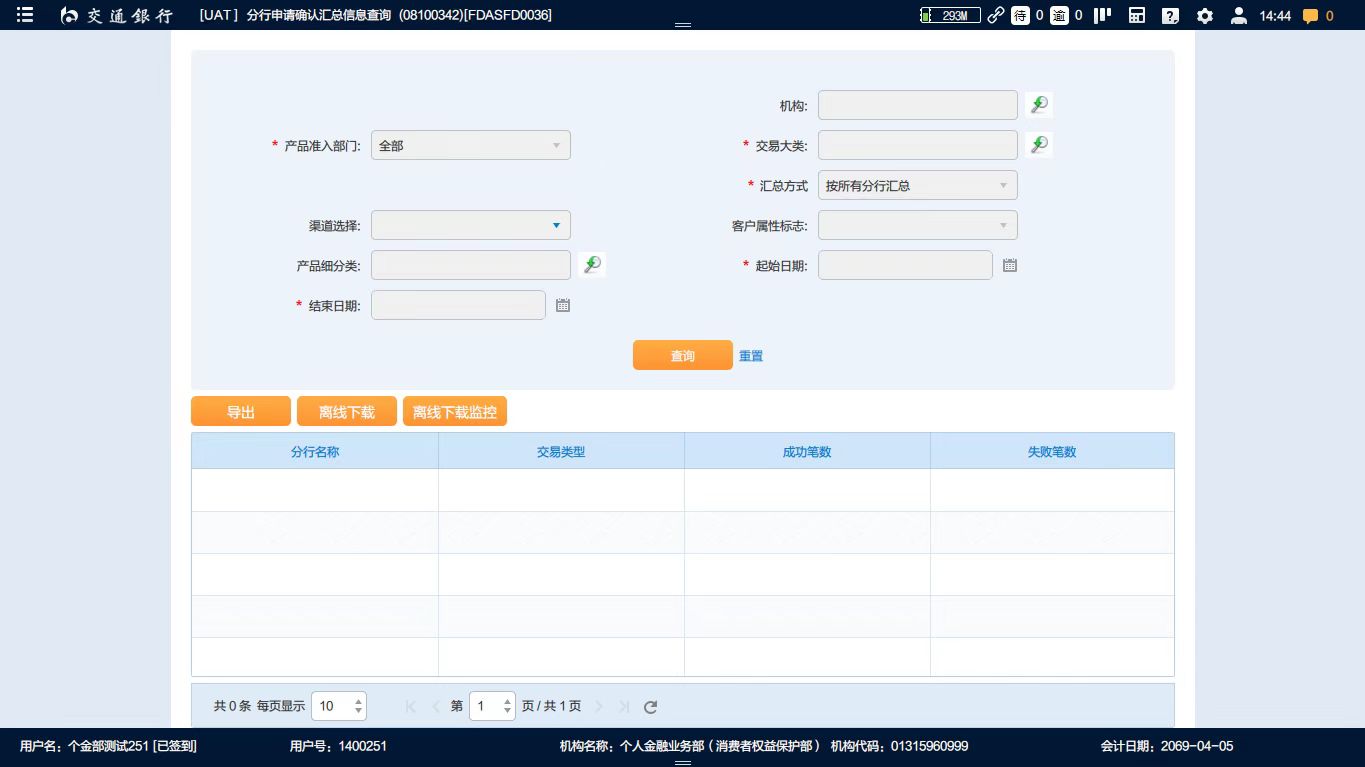 交通銀行 [UAT] 分行申请确认汇总信息查询 (08100342)[FDASFD0036] 293M 待 0 逾 0 14:44 0
机构:
* 产品准入部门: 全部 * 交易大类:
* 汇总方式 按所有分行汇总
渠道选择: 客户属性标志:
产品细分类: * 起始日期:
* 结束日期:
查询 重置
导出 离线下载 离线下载监控
分行名称 交易类型 成功笔数 失败笔数
共 0 条 每页显示 10 第 1 页 / 共 1 页
用户名: 个金部测试251 [已签到] 用户号: 1400251 机构名称: 个人金融业务部（消费者权益保护部） 机构代码: 01315960999 会计日期: 2069-04-05